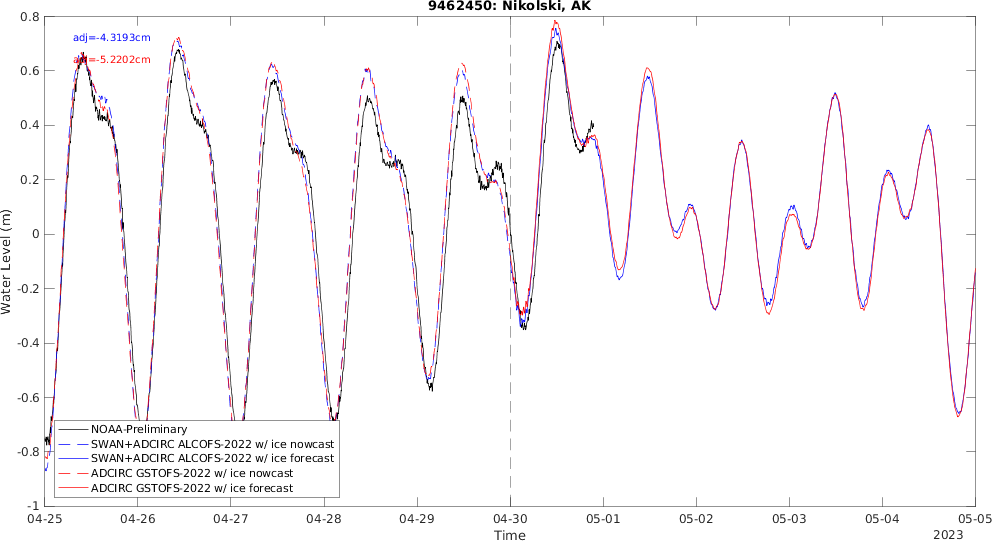 9462450: Nikolski, AK
adj=-4.3193cm
adj=-5.2202cm
0.8
0.6
0.4
0.2
0
-0.2
-0.4
-0.6
-0.8
-1
Water Level (m)
NOAA-Preliminary
SWAN+ADCIRC ALCOFS-2022 w/ ice nowcast
SWAN+ADCIRC ALCOFS-2022 w/ ice forecast
ADCIRC GSTOFS-2022 w/ ice nowcast
ADCIRC GSTOFS-2022 w/ ice forecast
04-25 04-26 04-27 04-28 04-29 04-30 05-01 05-02 05-03 05-04 05-05
Time
2023